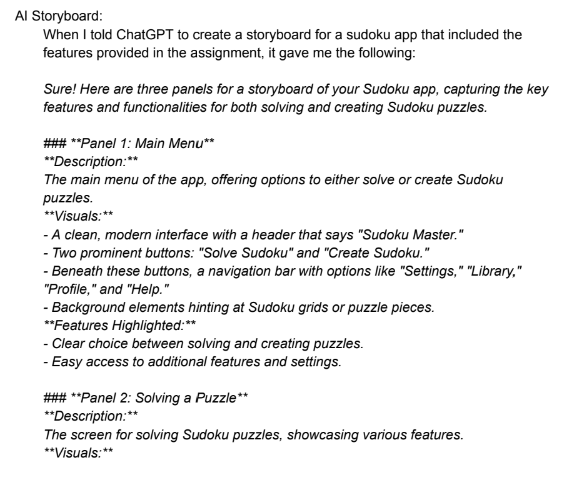 AI Storyboard:
When I told ChatGPT to create a storyboard for a sudoku app that included the
features provided in the assignment, it gave me the following:
Sure! Here are three panels for a storyboard of your Sudoku app, capturing the key
features and functionalities for both solving and creating Sudoku puzzles.
### **Panel 1: Main Menu**
**Description:**
The main menu of the app, offering options to either solve or create Sudoku
puzzles.
**Visuals:**
- A clean, modern interface with a header that says "Sudoku Master."
- Two prominent buttons: "Solve Sudoku" and "Create Sudoku."
- Beneath these buttons, a navigation bar with options like "Settings," "Library,"
"Profile," and "Help."
- Background elements hinting at Sudoku grids or puzzle pieces.
**Features Highlighted:**
- Clear choice between solving and creating puzzles.
- Easy access to additional features and settings.
### **Panel 2: Solving a Puzzle**
**Description:**
The screen for solving Sudoku puzzles, showcasing various features.
**Visuals:**